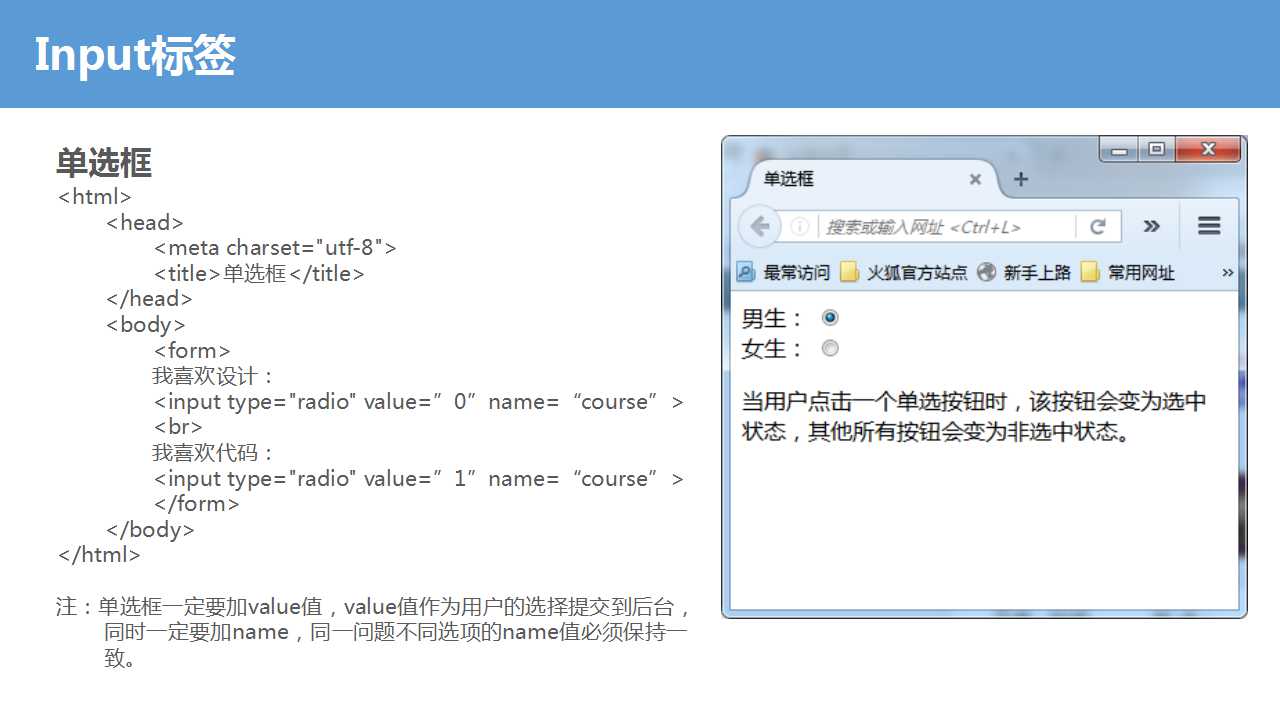 Input标签
单选框
<html>
<head>
<meta charset="utf-8">
<title>单选框</title>
</head>
<body>
<form>
我喜欢设计：
<input type="radio" value=”0”name=“course”>
<br>
我喜欢代码：
<input type="radio" value=”1”name=“course”>
</form>
</body>
</html>
注：单选框一定要加value值，value值作为用户的选择提交到后台，
同时一定要加name，同一问题不同选项的name值必须保持一
致。
单选框
搜索或输入网址 <Ctrl+L>
最常访问 火狐官方站点 新手上路 常用网址
男生：
女生：
当用户点击一个单选按钮时，该按钮会变为选中
状态，其他所有按钮会变为非选中状态。